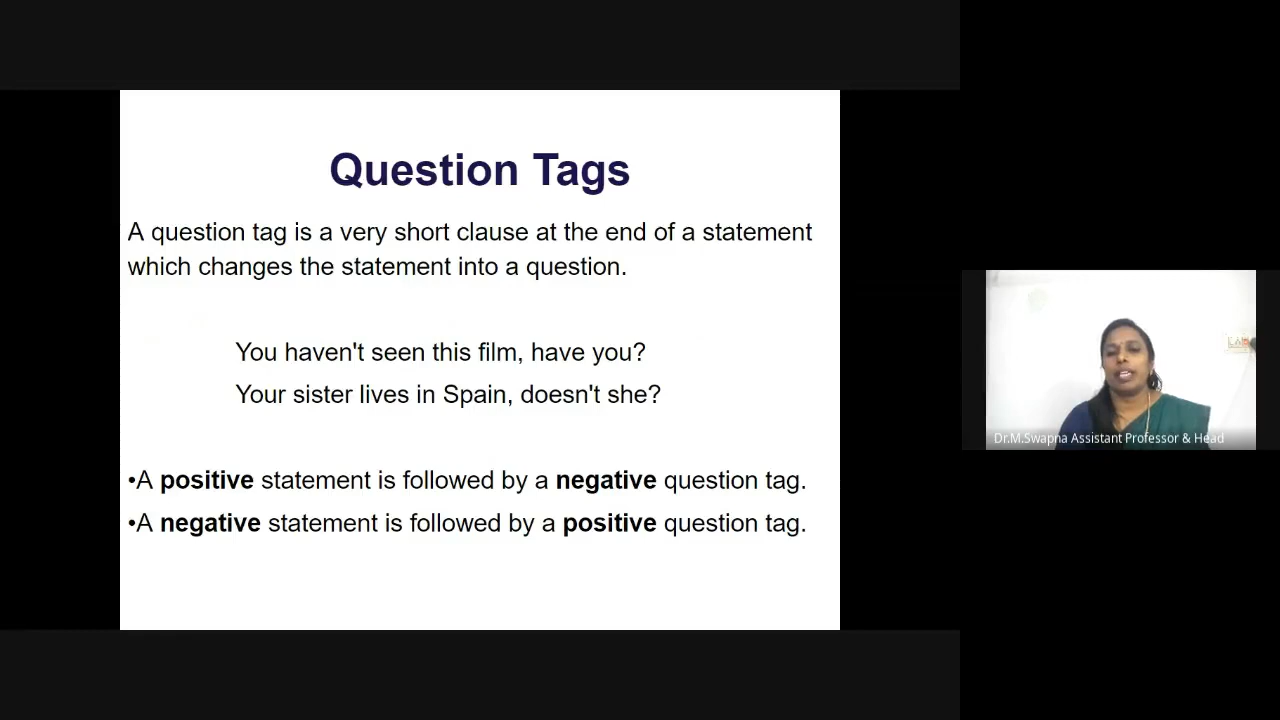 Question Tags
A question tag is a very short clause at the end of a statement
which changes the statement into a question.
You haven't seen this film, have you?
Your sister lives in Spain, doesn't she?
•A positive statement is followed by a negative question tag.
•A negative statement is followed by a positive question tag.
Dr.M.Swapna Assistant Professor & Head